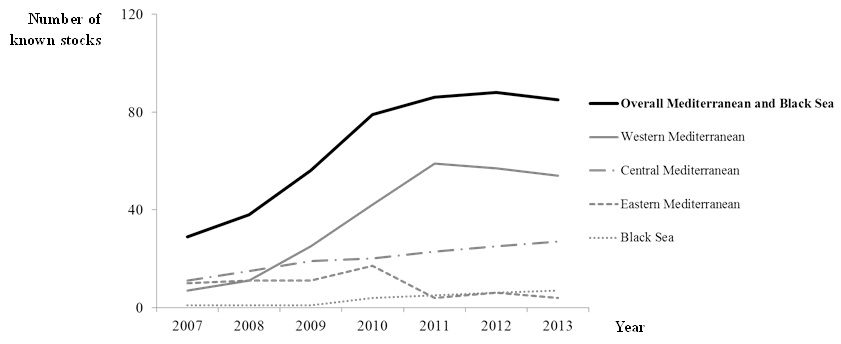 Number of
known stocks
120
80
40
0
2007 2008 2009 2010 2011 2012 2013
Year
Overall Mediterranean and Black Sea
Western Mediterranean
Central Mediterranean
Eastern Mediterranean
Black Sea